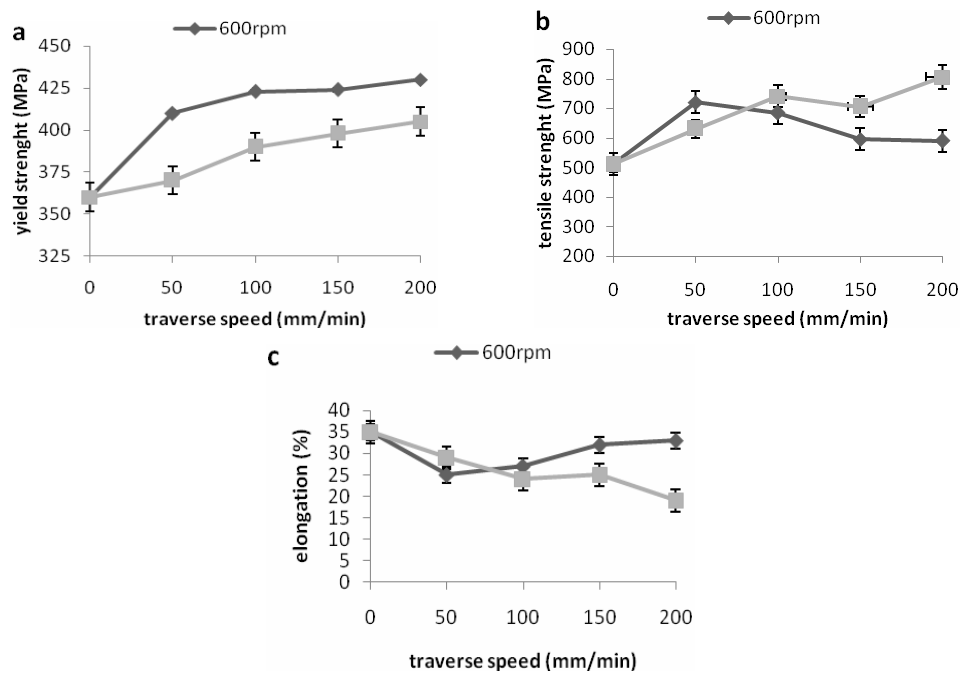 a
600rpm
450
425
400
375
350
325
yield strenght (MPa)
0 50 100 150 200
traverse speed (mm/min)
b
600rpm
900
800
700
600
500
400
300
200
tensile strenght (MPa)
0 50 100 150 200
traverse speed (mm/min)
c
600rpm
40
35
30
25
20
15
10
5
0
elongation (%)
0 50 100 150 200
traverse speed (mm/min)